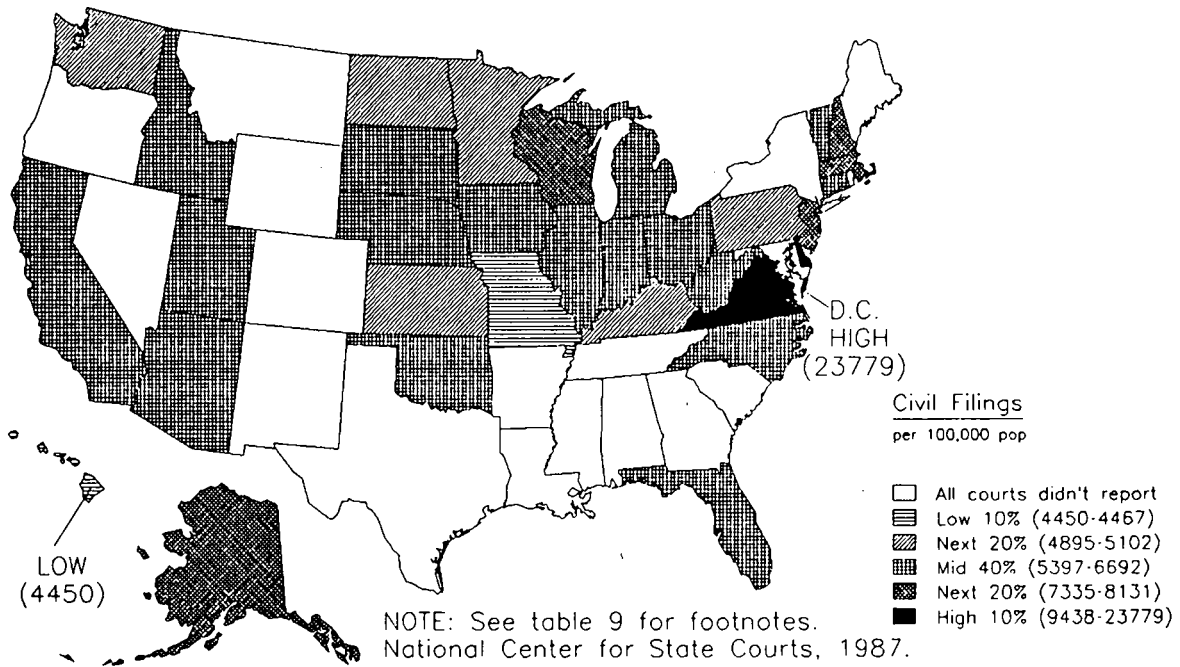 D.C.
HIGH
(23779)
Civil Filings
per 100,000 pop
All courts didn't report
Low 10% (4450-4467)
Next 20% (4895-5102)
Mid 40% (5397-6692)
Next 20% (7335-8131)
High 10% (9438-23779)
LOW
(4450)
NOTE: See table 9 for footnotes.
National Center for State Courts, 1987.